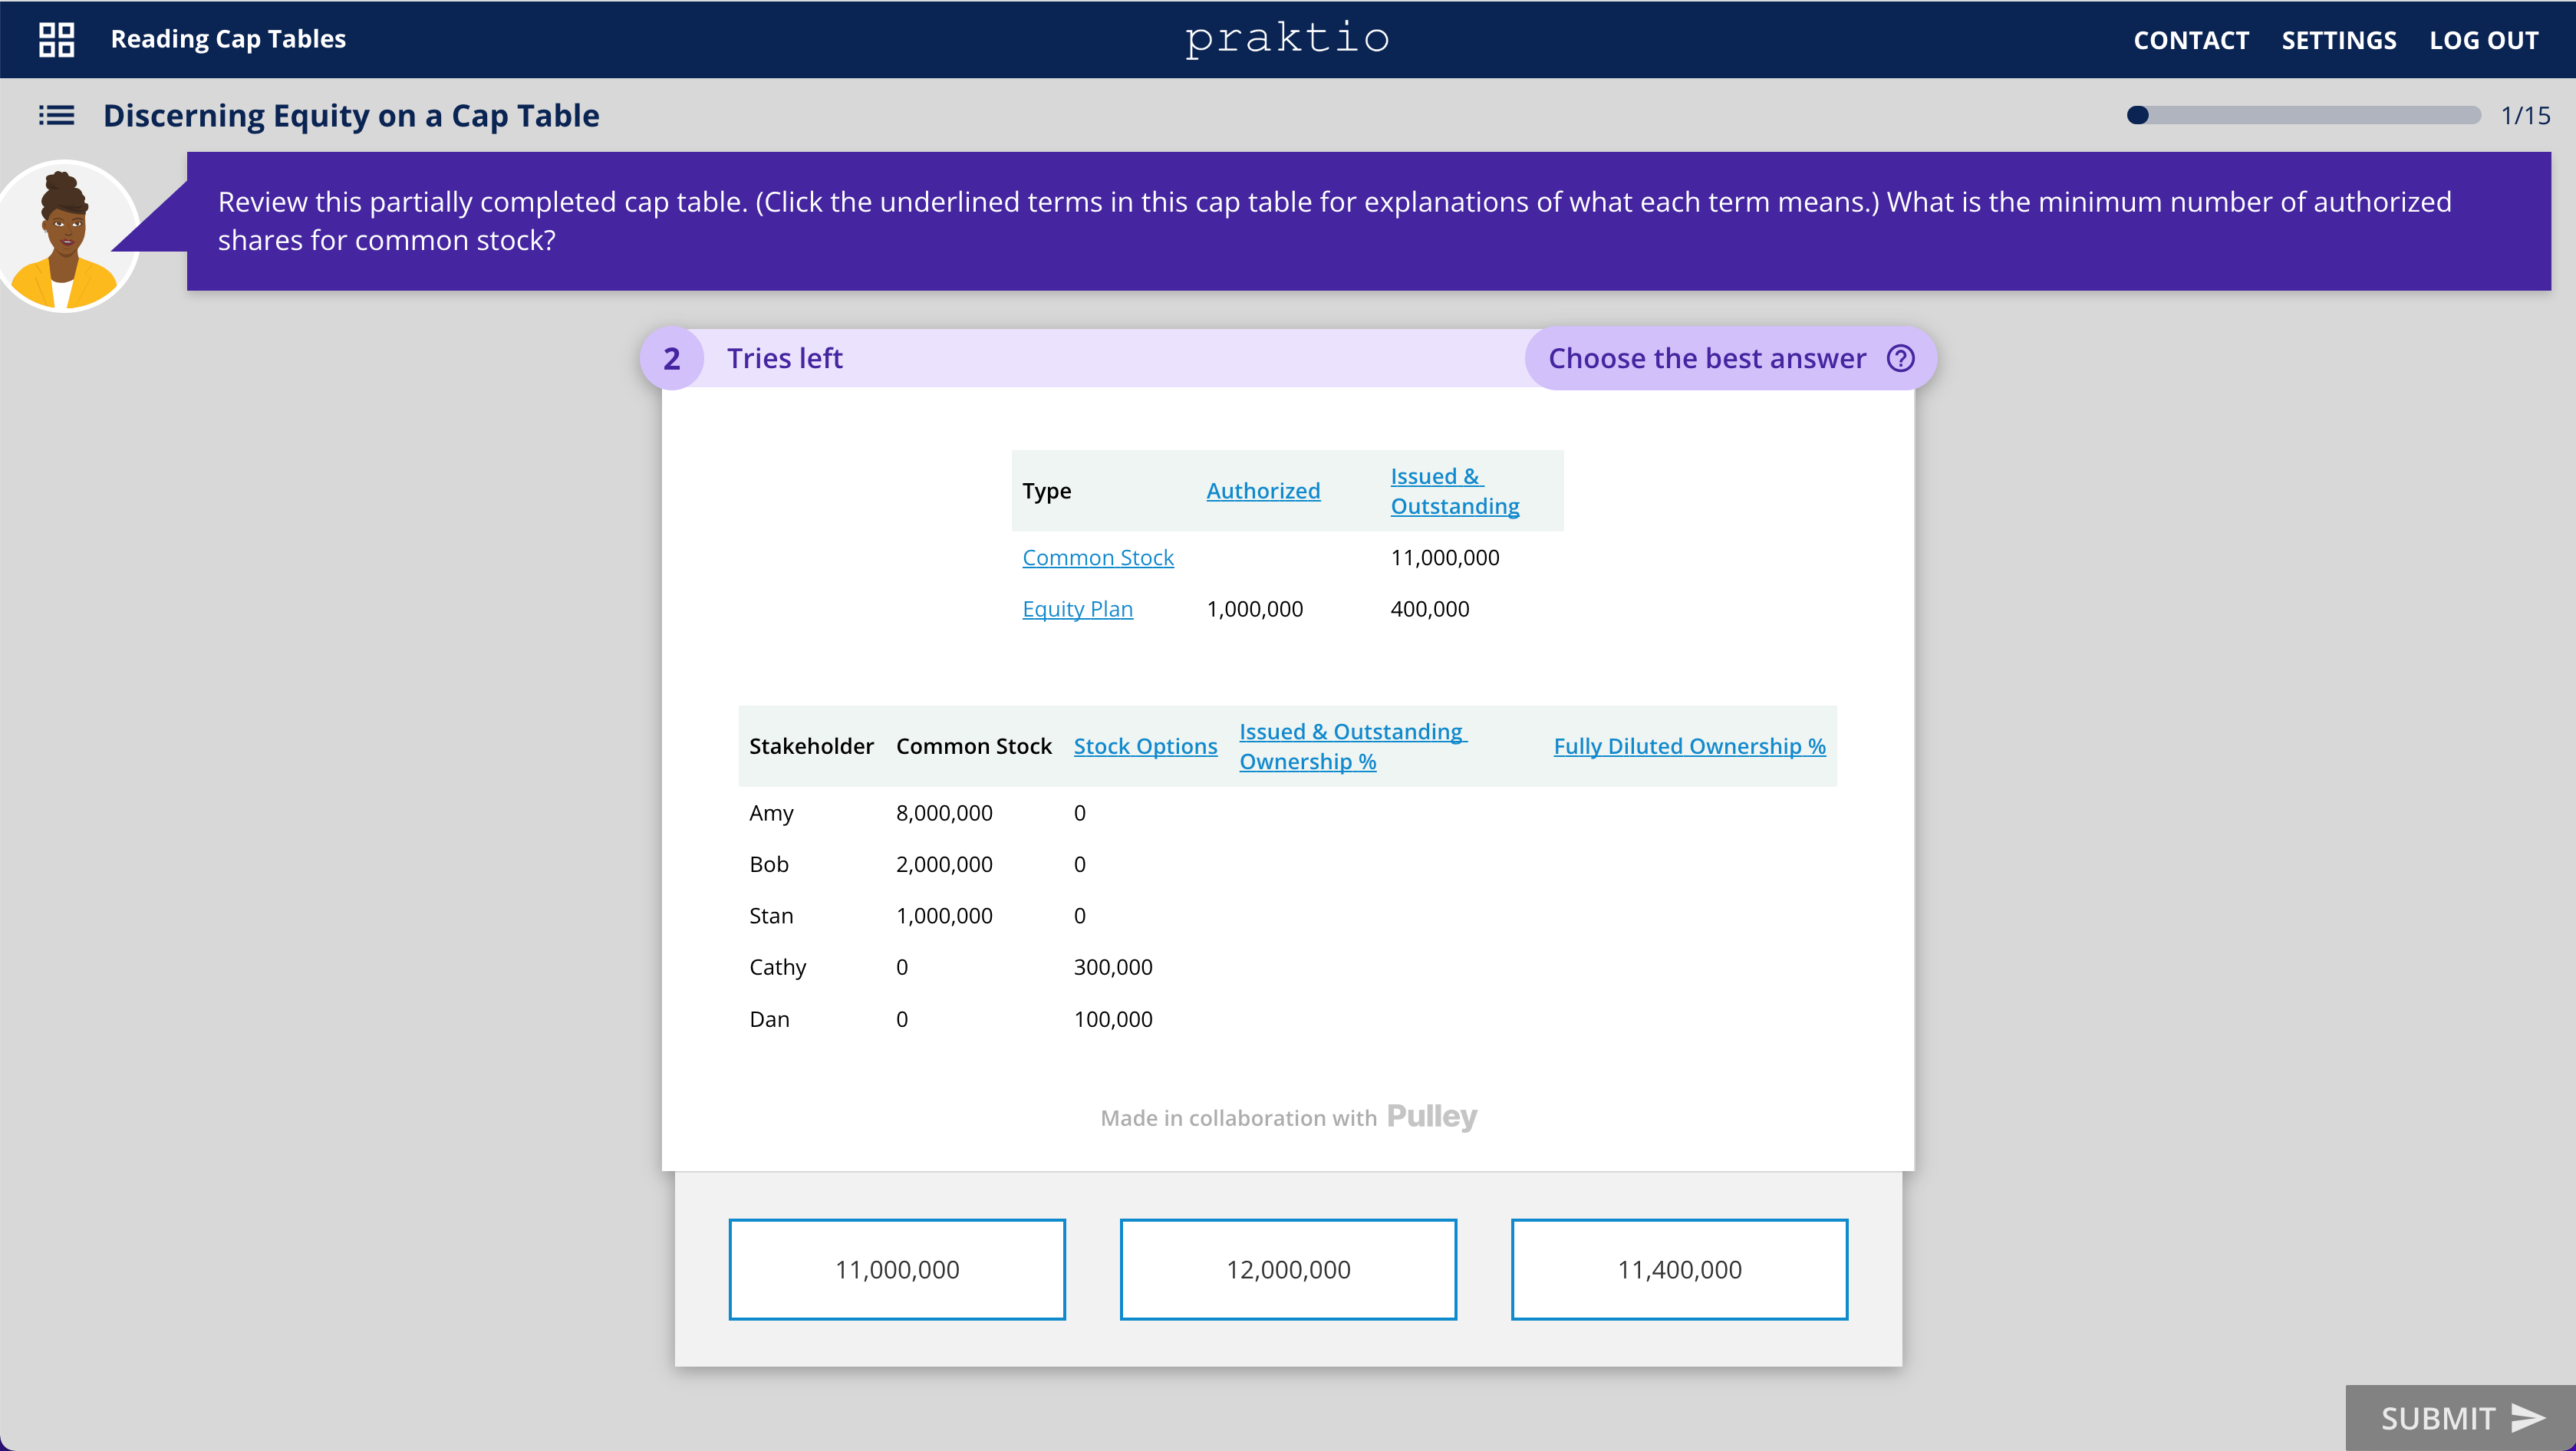 Reading Cap Tables
praktio
CONTACT SETTINGS LOG OUT
Discerning Equity on a Cap Table
1/15
Review this partially completed cap table. (Click the underlined terms in this cap table for explanations of what each term means.) What is the minimum number of authorized
shares for common stock?
2 Tries left
Choose the best answer ?
Type Authorized Issued &
Outstanding
Common Stock 11,000,000
Equity Plan 1,000,000 400,000
Stakeholder Common Stock Stock Options Issued & Outstanding
Ownership % Fully Diluted Ownership %
Amy 8,000,000 0
Bob 2,000,000 0
Stan 1,000,000 0
Cathy 0 300,000
Dan 0 100,000
Made in collaboration with Pulley
11,000,000 12,000,000 11,400,000
SUBMIT